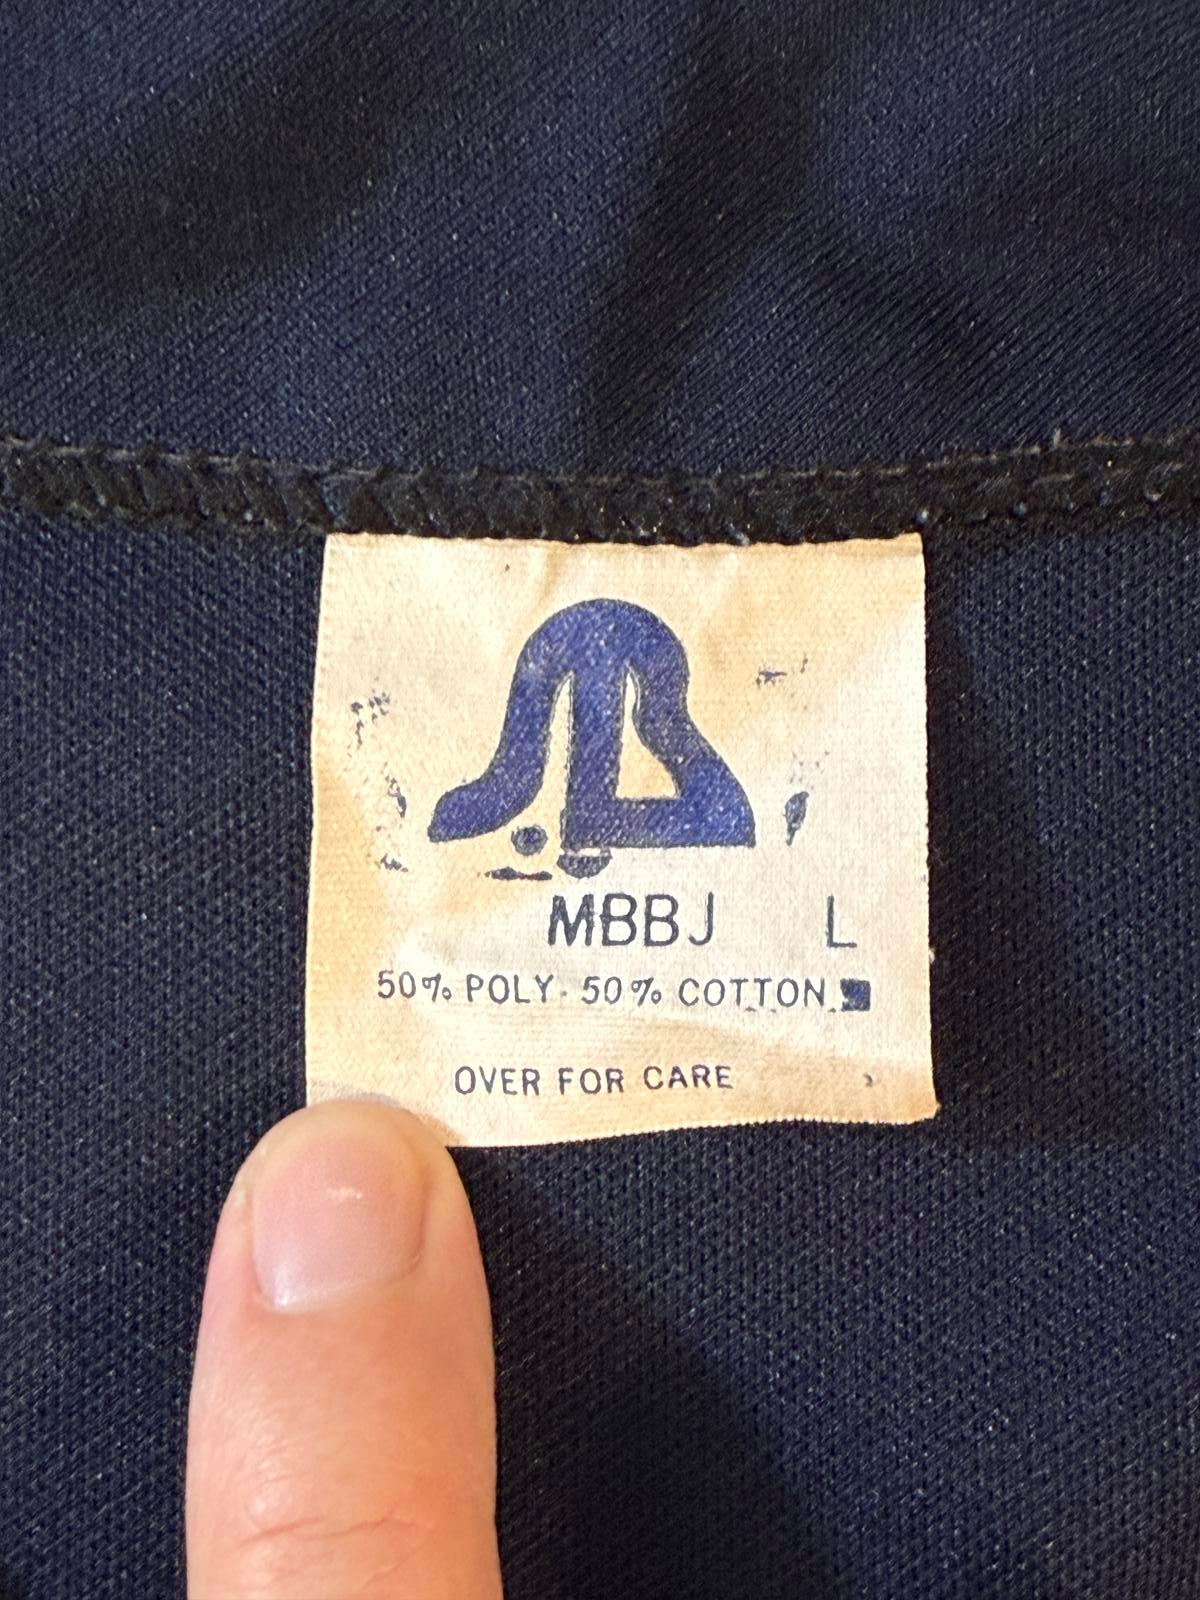 MBBJ L
50% POLY - 50% COTTON
OVER FOR CARE